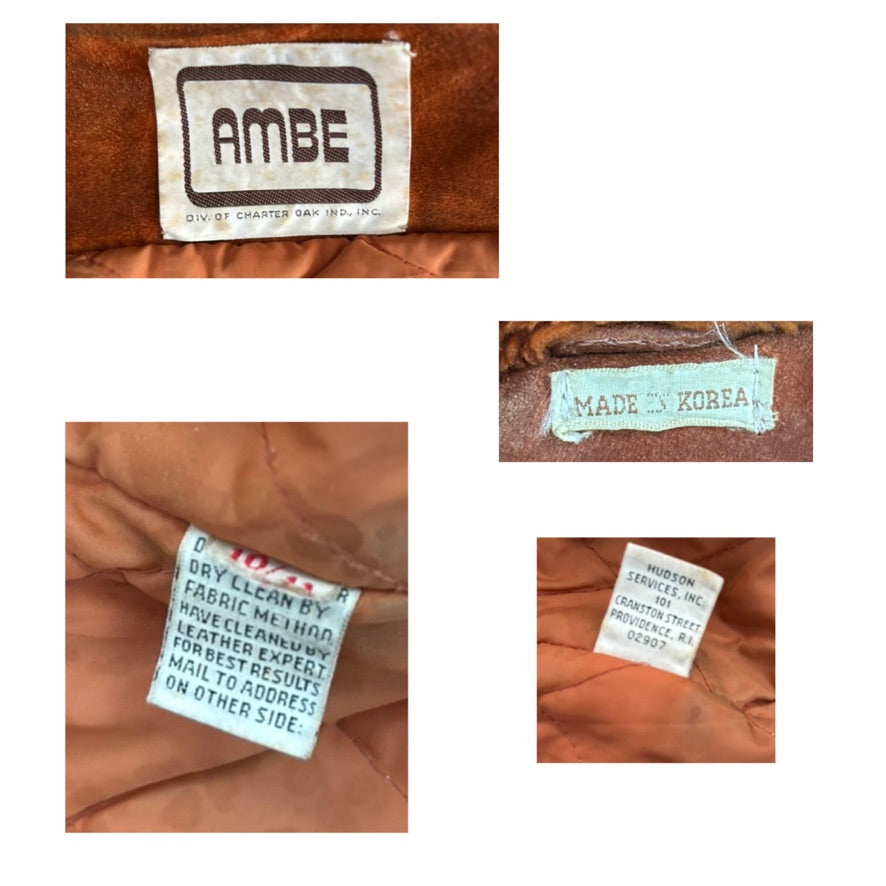 AMBE
DIV. OF CHARTER OAK IND., INC.
MADE IN KOREA
D R
10/
DRY CLEAN BY
FABRIC METHOD
HAVE CLEANED BY
LEATHER EXPERT
FOR BEST RESULTS
MAIL TO ADDRESS
ON OTHER SIDE:
HUDSON
SERVICES, INC.
101
CRANSTON STREET
PROVIDENCE, R.I.
02907